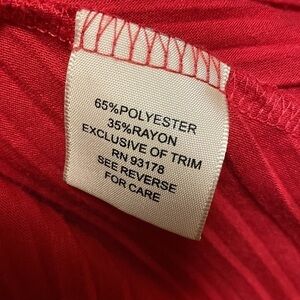 65%POLYESTER
35%RAYON
EXCLUSIVE OF TRIM
RN 93178
SEE REVERSE
FOR CARE